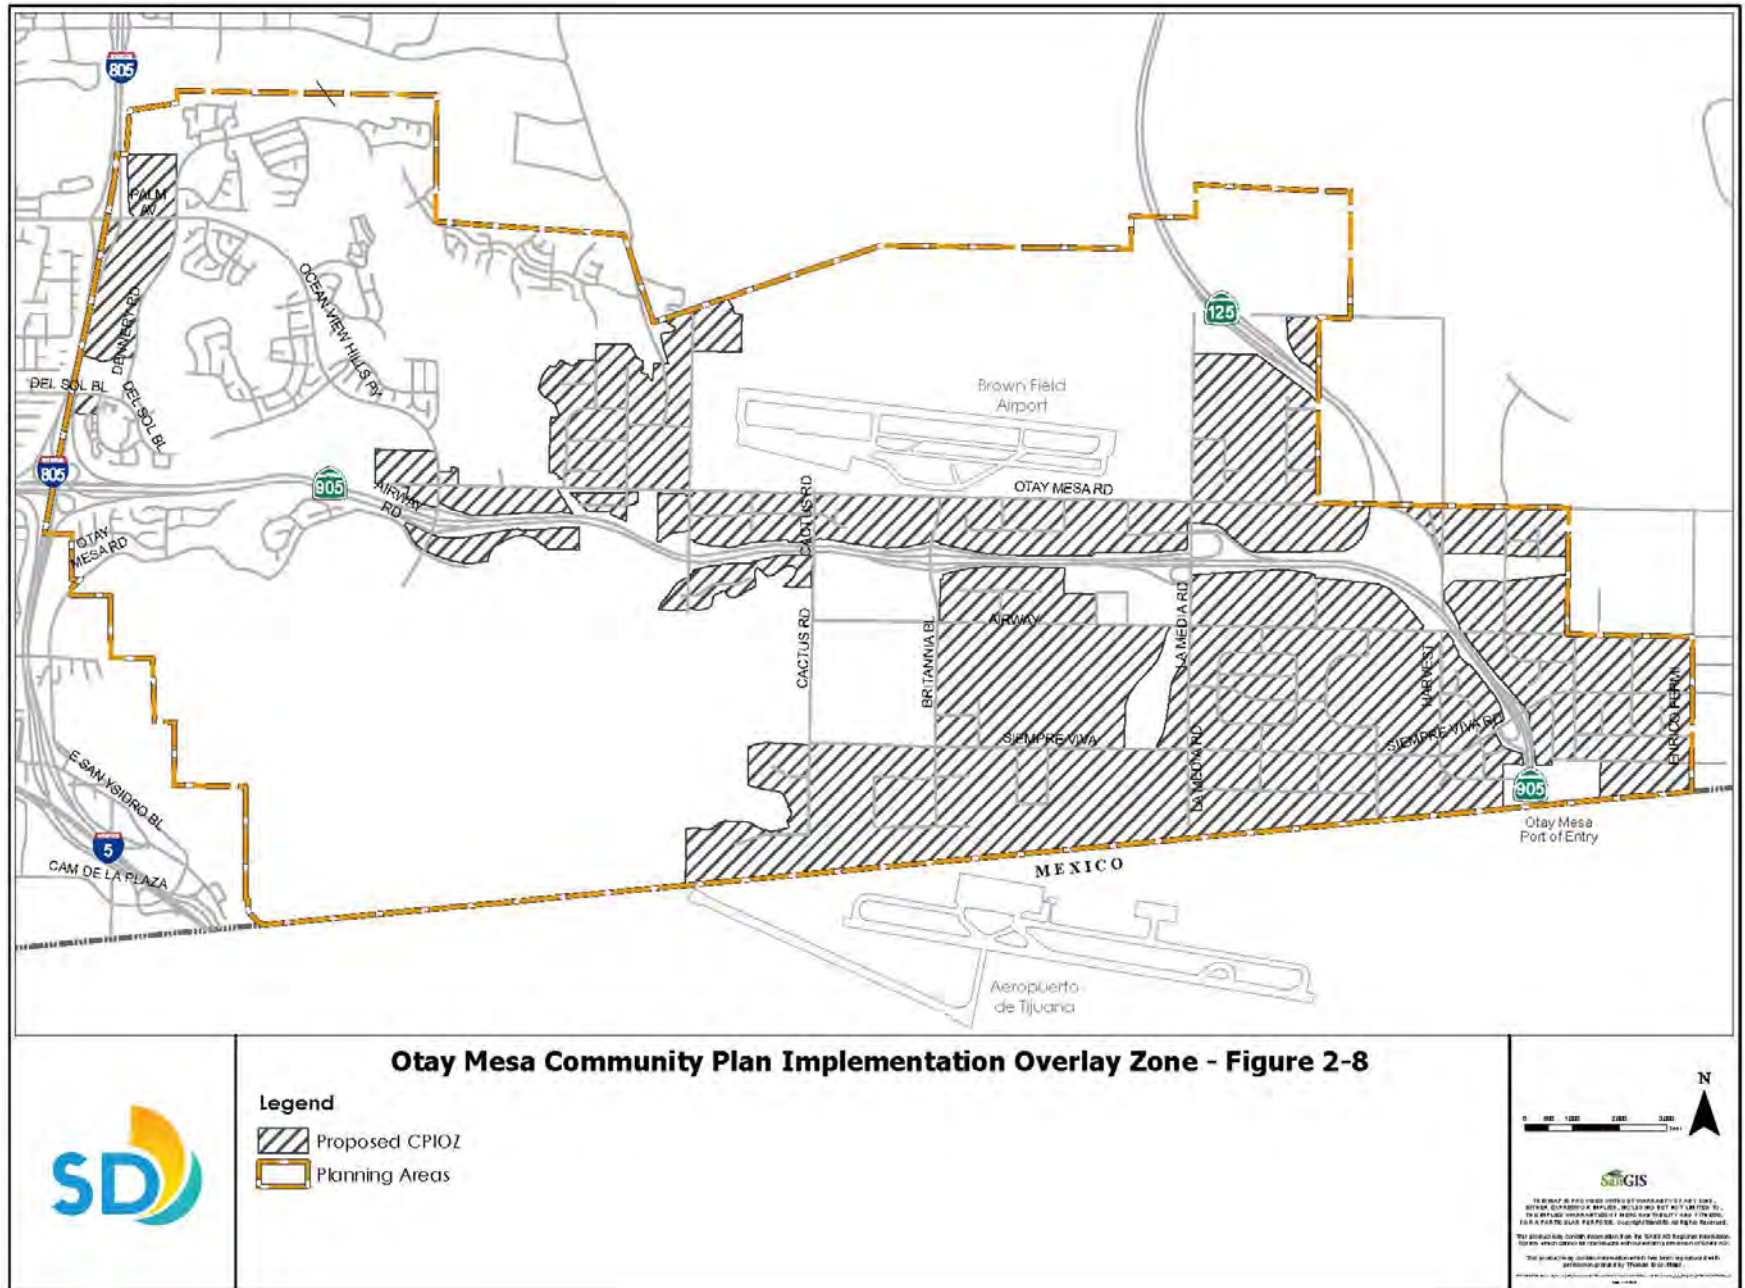 805
PALM
AV
OCEAN VIEW HILLS PY
DENNERY RD
125
DEL SOL BL
DEL SOL BL
Brown Field
Airport
805
905
AIRWAY
RD
CACTUS RD
OTAY MESA RD
OTAY
MESA RD
CACTUS RD
BRITANNIA BL
AIRWAY
LA MEDIA RD
HARVEST
ENRICO FERMI
SIEMPRE VIVA
LA MEDIA RD
SIEMPRE VIVA RD
E SAN YSIDRO BL
905
Otay Mesa
Port of Entry
5
CAM DE LA PLAZA
MEXICO
Aeropuerto
de Tijuana
Otay Mesa Community Plan Implementation Overlay Zone - Figure 2-8
Legend
Proposed CPIOZ
Planning Areas
SD
N
SanGIS